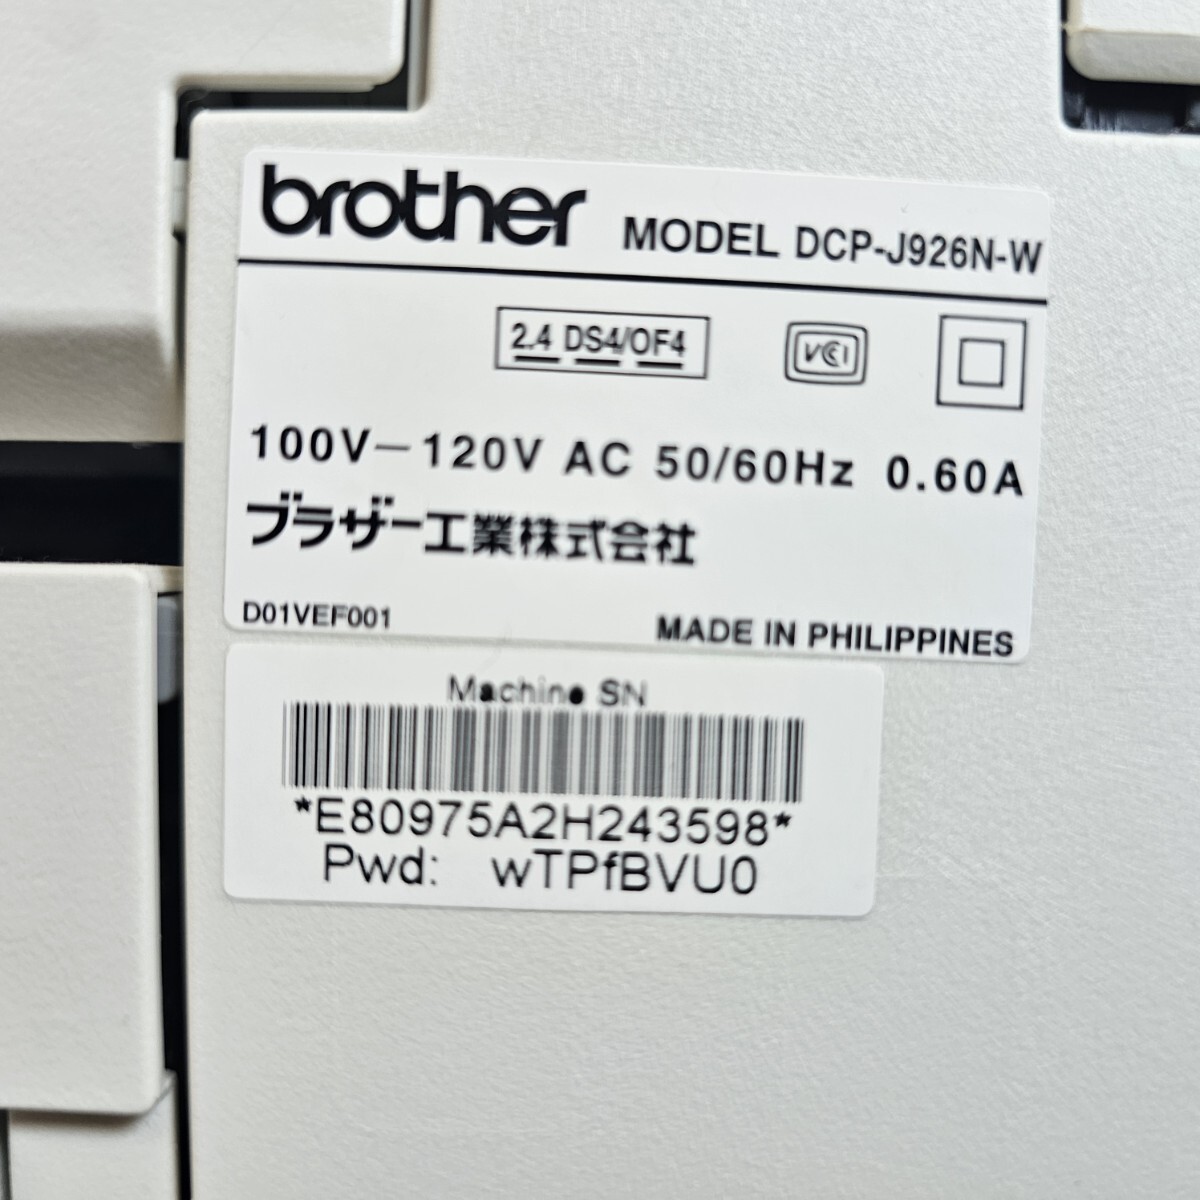 brother MODEL DCP-J926N-W
2.4 DS4/OF4
VCCI
100V－120V AC 50/60Hz 0.60A
ブラザー工業株式会社
D01VEF001 MADE IN PHILIPPINES
Machine SN
*E80975A2H243598*
Pwd: wTPfBVU0